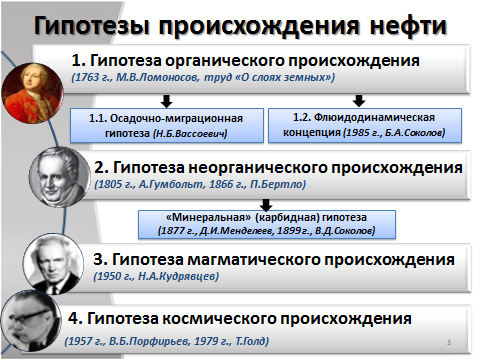 Гипотезы происхождения нефти
1. Гипотеза органического происхождения
(1763 г., М.В.Ломоносов, труд «О слоях земных»)
1.1. Осадочно-миграционная
гипотеза (Н.Б.Вассоевич)
1.2. Флюидодинамическая
концепция (1985 г., Б.А.Соколов)
2. Гипотеза неорганического происхождения
(1805 г., А.Гумбольт, 1866 г., П.Бертло)
«Минеральная» (карбидная) гипотеза
(1877 г., Д.И.Менделеев, 1899 г., В.Д.Соколов)
3. Гипотеза магматического происхождения
(1950 г., Н.А.Кудрявцев)
4. Гипотеза космического происхождения
(1957 г., В.Б.Порфирьев, 1979 г., Т.Голд)
3